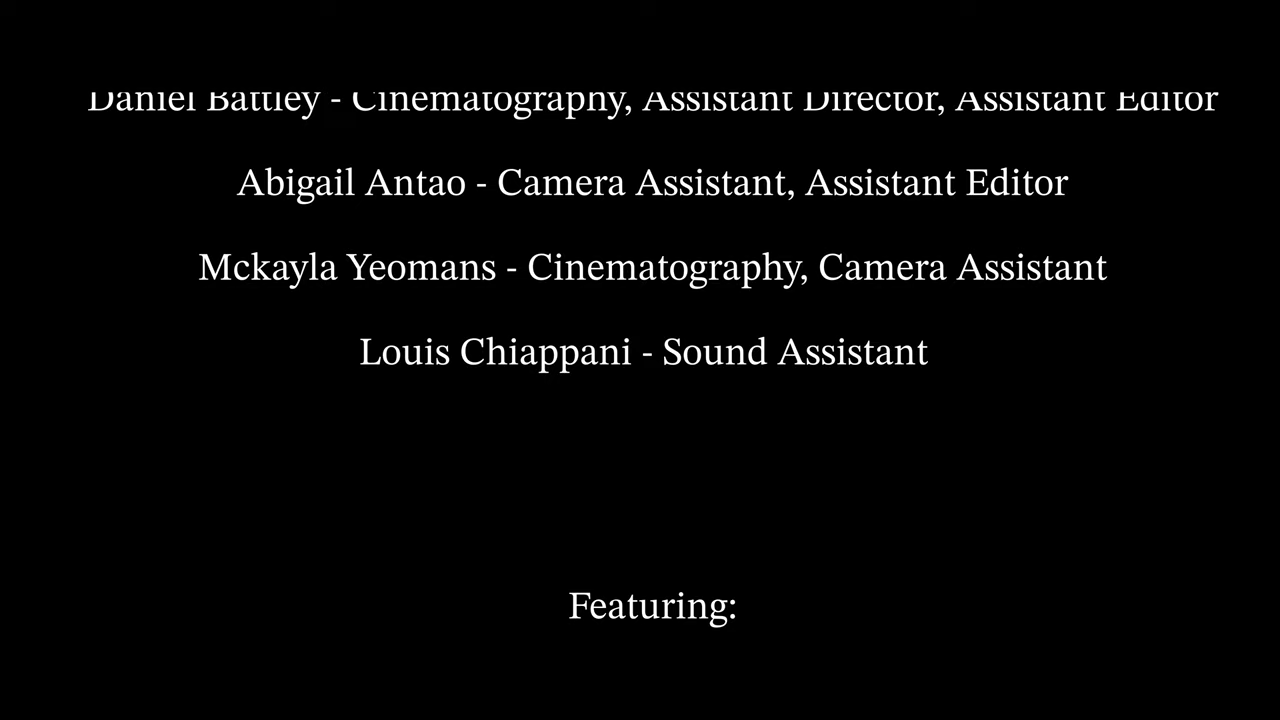 Daniel Battley - Cinematography, Assistant Director, Assistant Editor
Abigail Antao - Camera Assistant, Assistant Editor
Mckayla Yeomans - Cinematography, Camera Assistant
Louis Chiappani - Sound Assistant
Featuring: